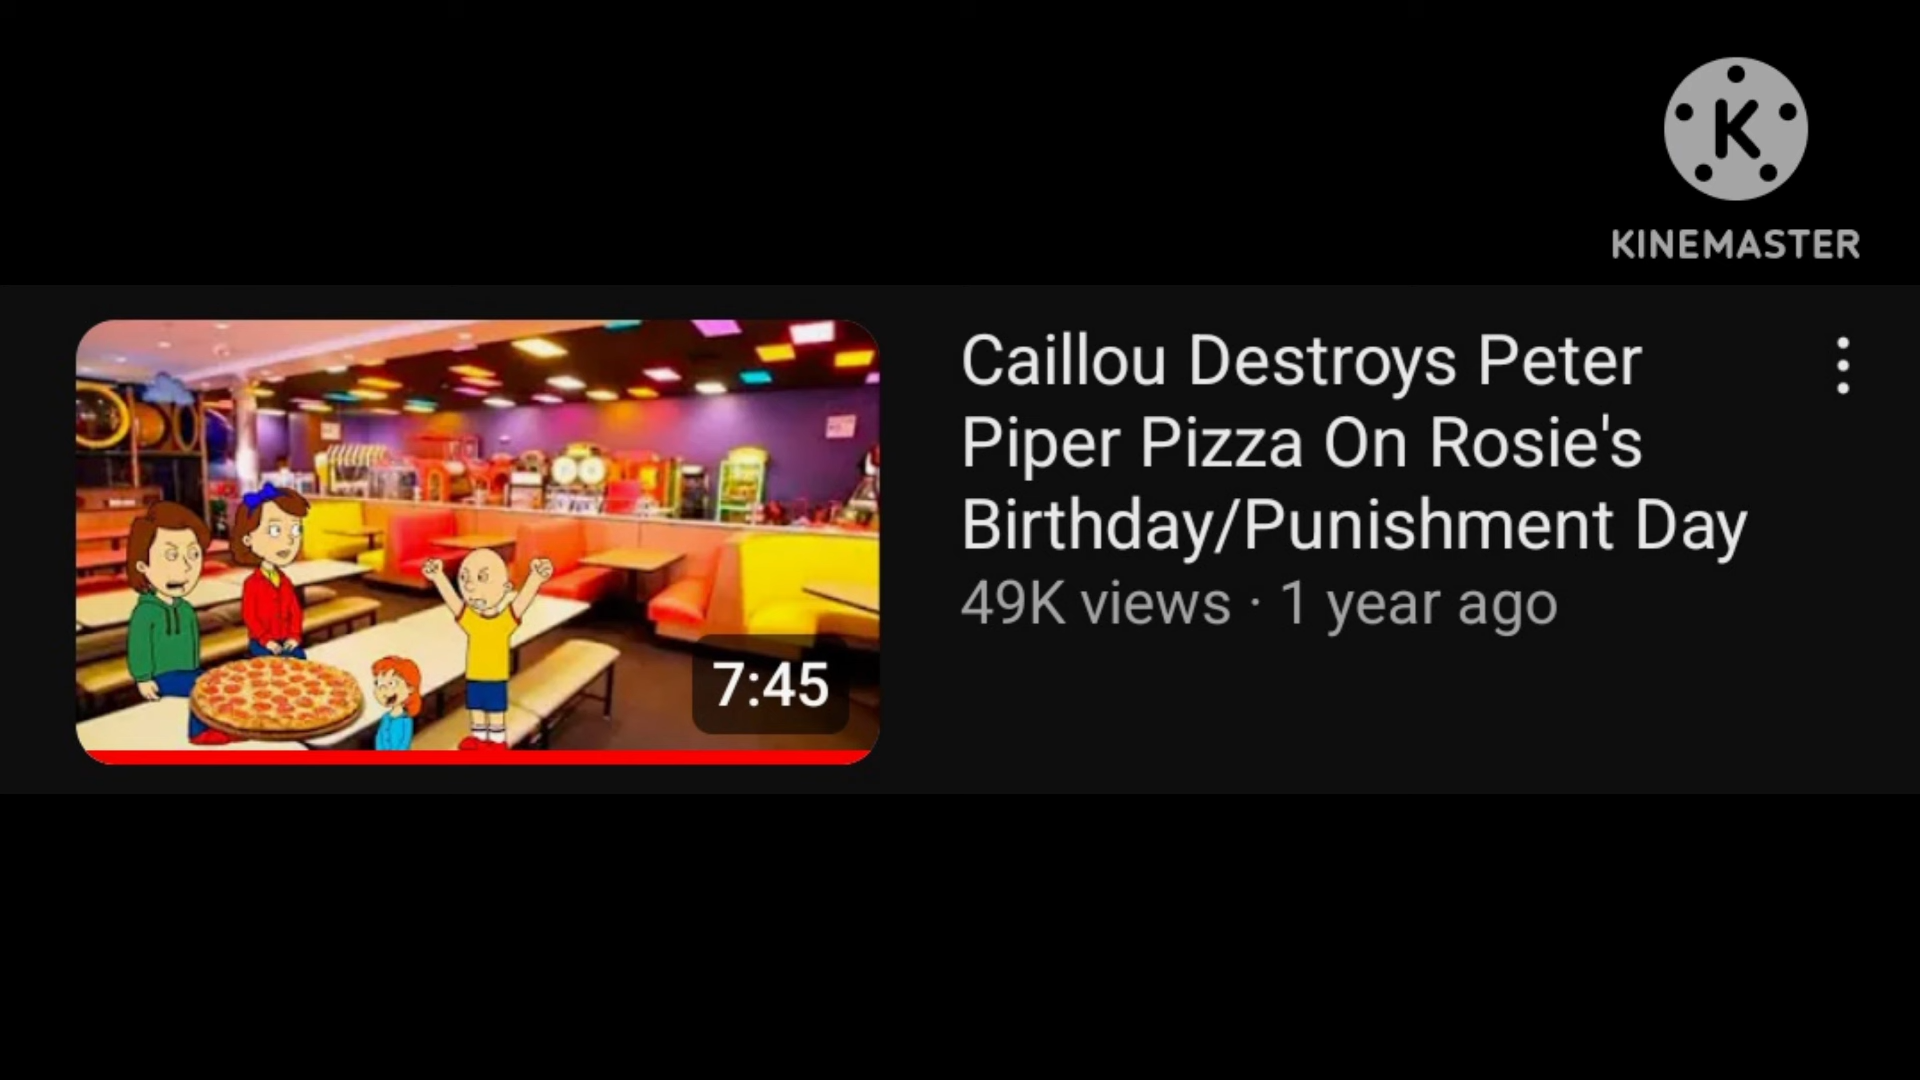 K
KINEMASTER
Caillou Destroys Peter
Piper Pizza On Rosie's
Birthday/Punishment Day
49K views · 1 year ago
7:45